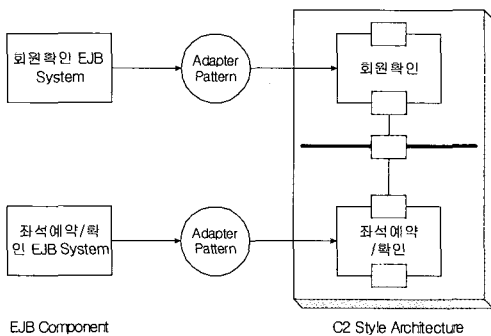 회원확인 EJB
System
Adapter
Pattern
회원확인
좌석예약/확
인 EJB System
Adapter
Pattern
좌석예약
/확인
EJB Component
C2 Style Architecture